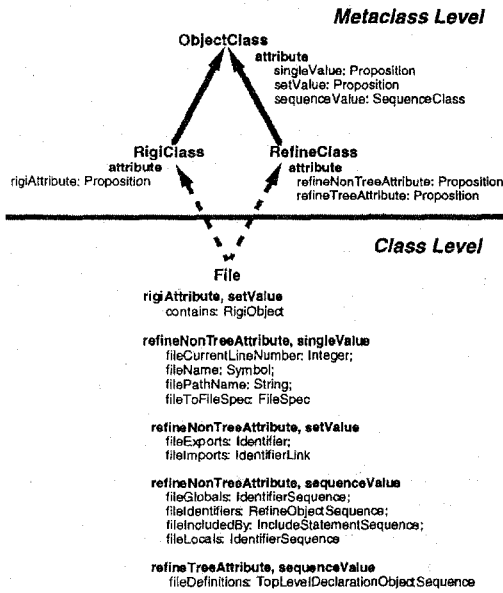 Metaclass Level
ObjectClass
attribute
singleValue: Proposition
setValue: Proposition
sequenceValue: SequenceClass
RigiClass
attribute
rigiAttribute: Proposition
RefineClass
attribute
refineNonTreeAttribute: Proposition
refineTreeAttribute: Proposition
Class Level
File
rigiAttribute, setValue
contains: RigiObject
refineNonTreeAttribute, singleValue
fileCurrentLineNumber: Integer;
fileName: Symbol;
filePathName: String;
fileToFileSpec: FileSpec
refineNonTreeAttribute, setValue
fileExports: Identifier;
fileImports: IdentifierLink
refineNonTreeAttribute, sequenceValue
fileGlobals: IdentifierSequence;
fileIdentifiers: RefineObjectSequence;
fileIncludedBy: IncludeStatementSequence;
fileLocals: IdentifierSequence
refineTreeAttribute, sequenceValue
fileDefinitions: TopLevelDeclarationObjectSequence